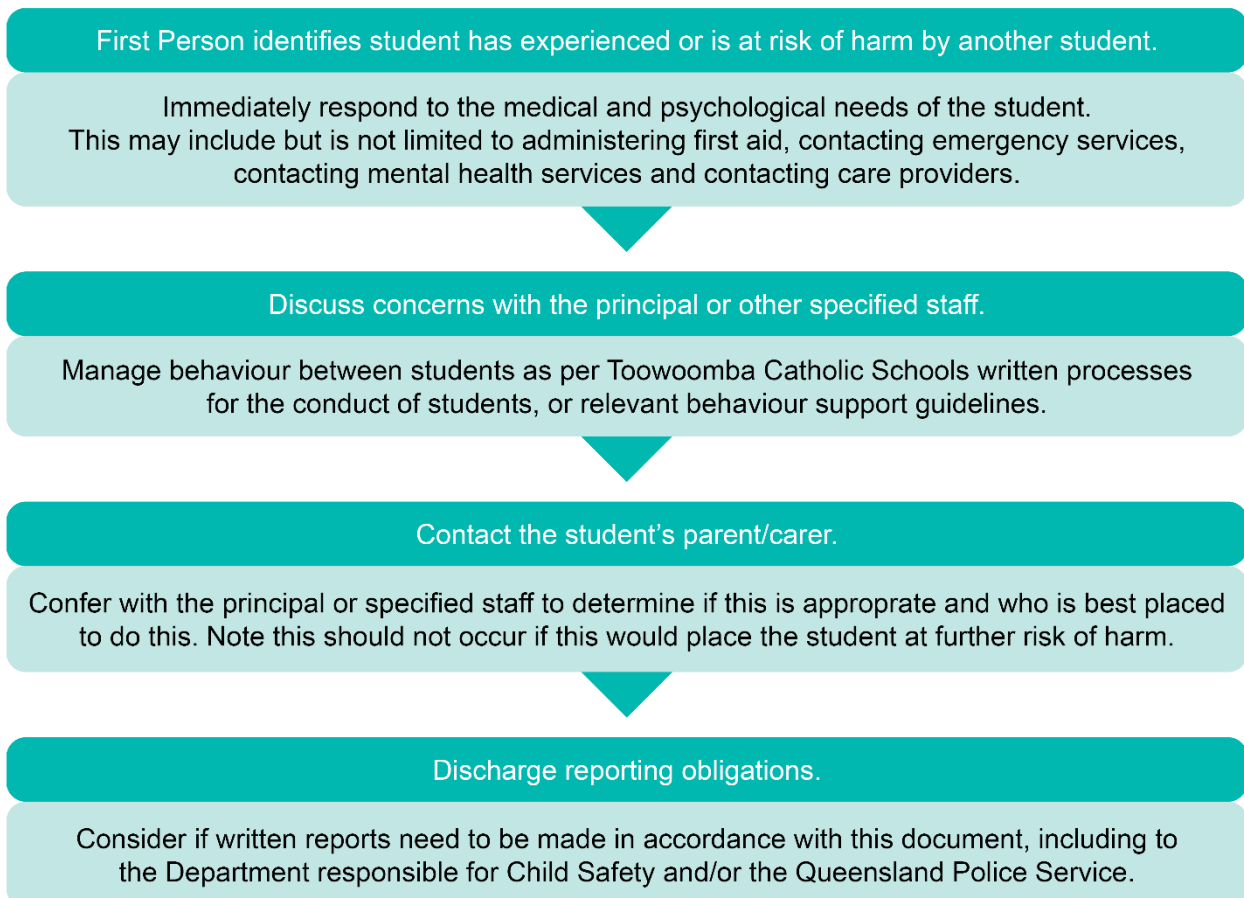 First Person identifies student has experienced or is at risk of harm by another student.
Immediately respond to the medical and psychological needs of the student.
This may include but is not limited to administering first aid, contacting emergency services,
contacting mental health services and contacting care providers.
Discuss concerns with the principal or other specified staff.
Manage behaviour between students as per Toowoomba Catholic Schools written processes
for the conduct of students, or relevant behaviour support guidelines.
Contact the student’s parent/carer.
Confer with the principal or specified staff to determine if this is approprate and who is best placed
to do this. Note this should not occur if this would place the student at further risk of harm.
Discharge reporting obligations.
Consider if written reports need to be made in accordance with this document, including to
the Department responsible for Child Safety and/or the Queensland Police Service.